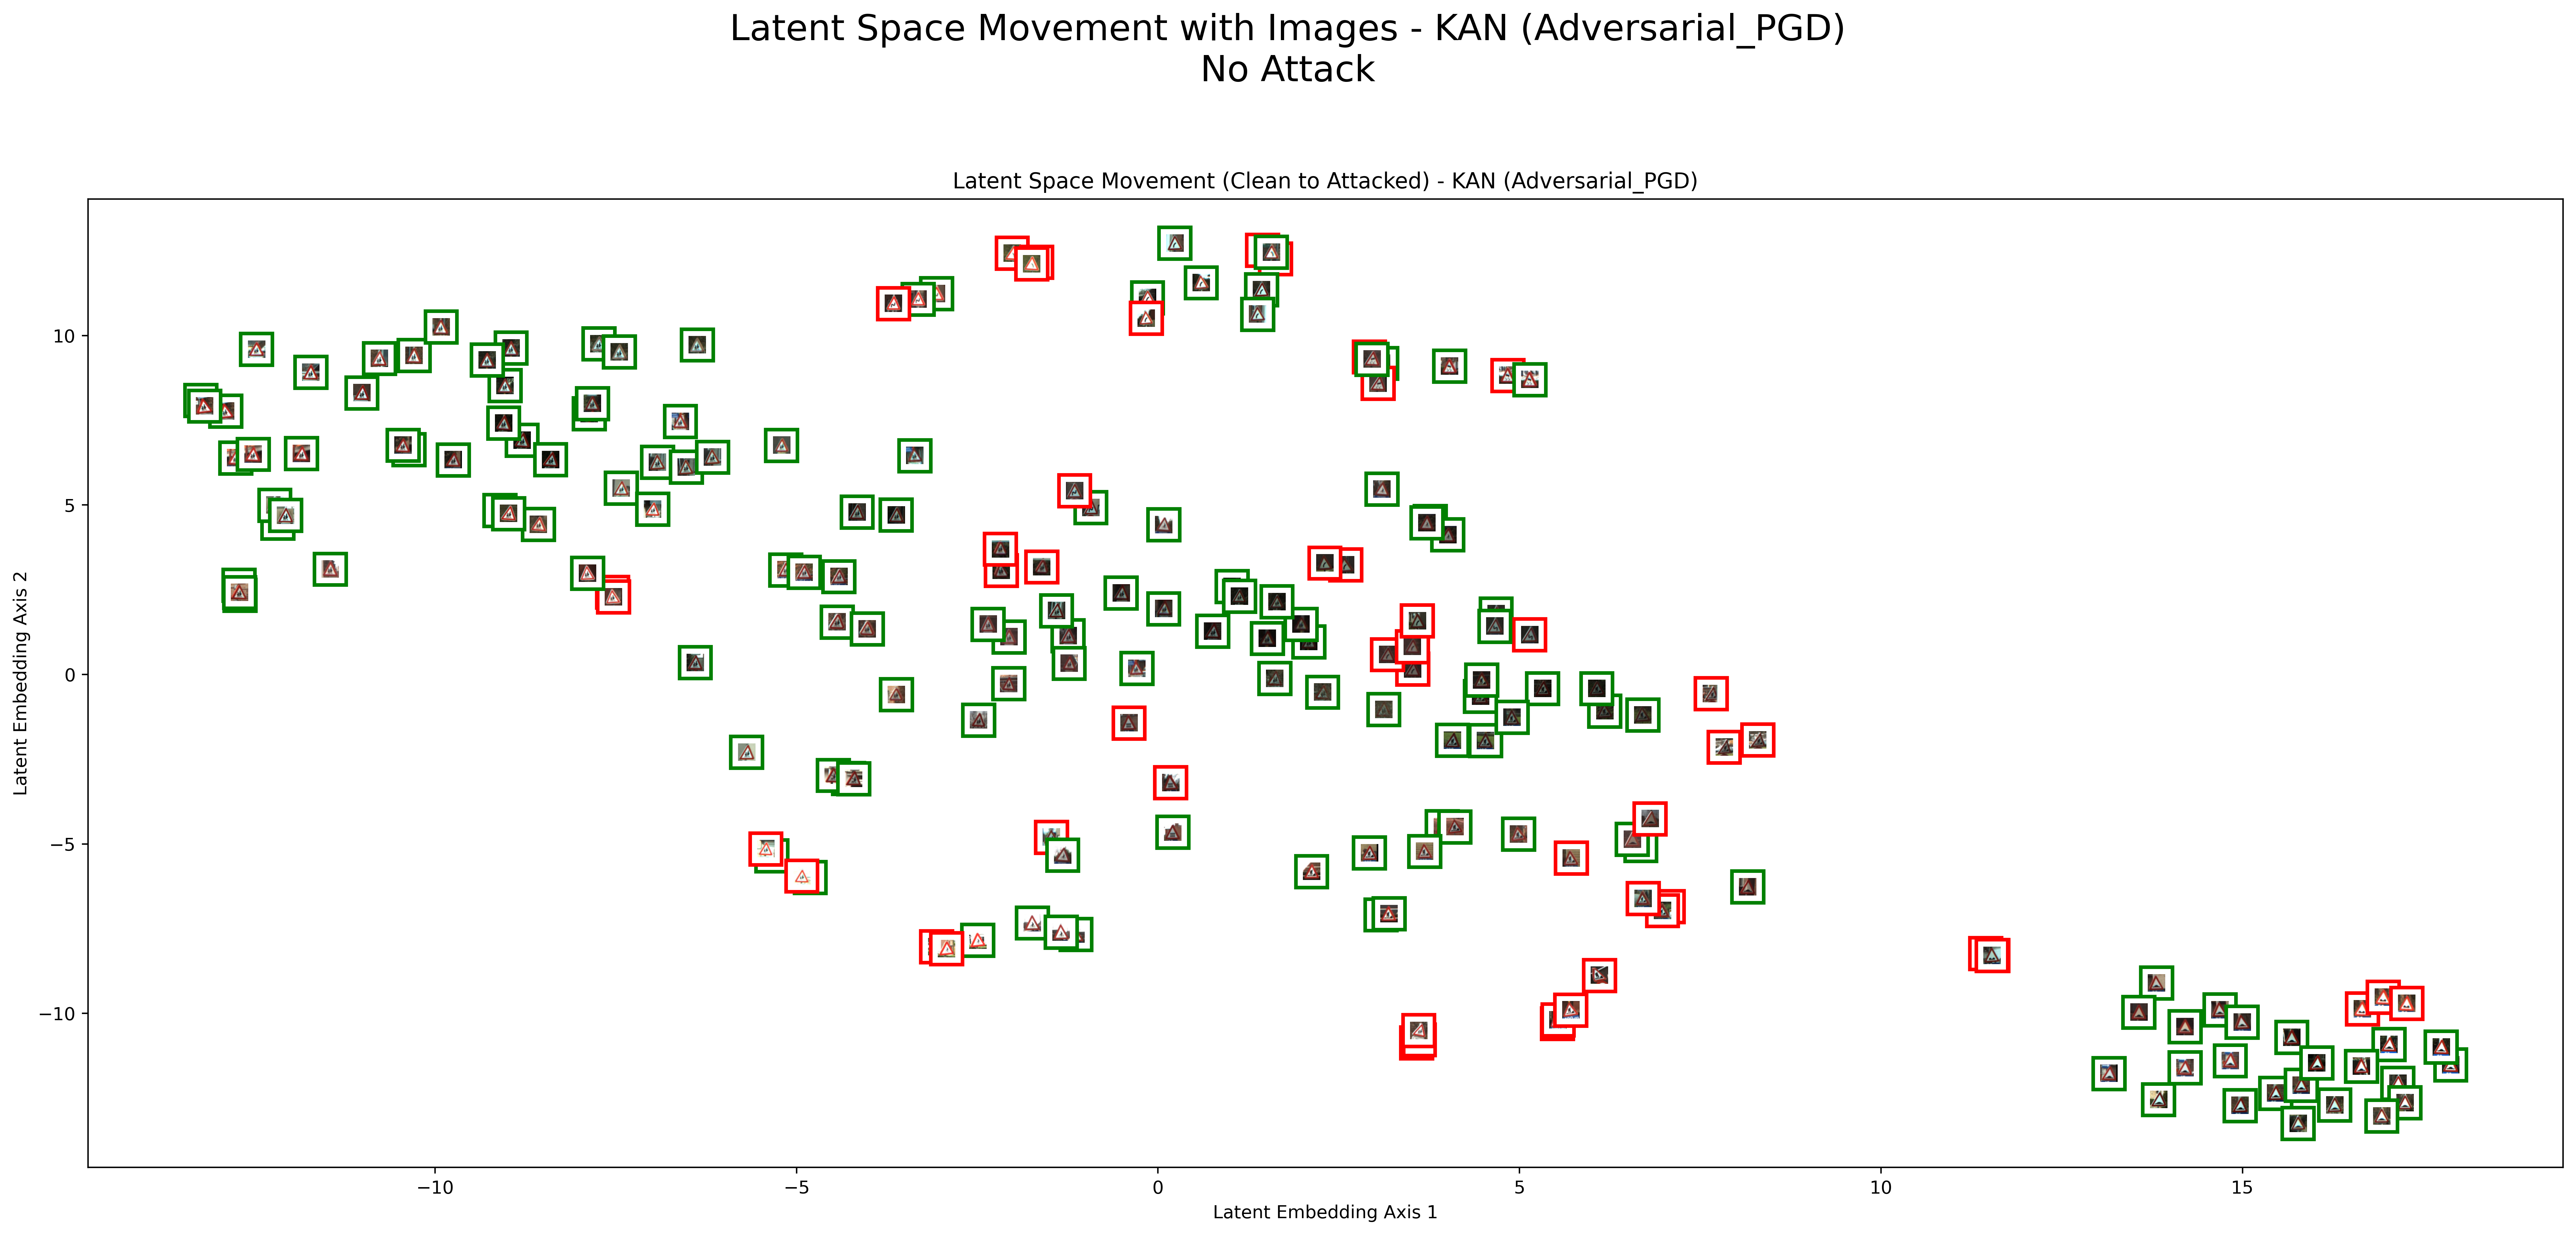 Latent Space Movement with Images - KAN (Adversarial_PGD)
No Attack
Latent Space Movement (Clean to Attacked) - KAN (Adversarial_PGD)
Latent Embedding Axis 2
10
5
0
−5
−10
−10
−5
0
5
10
15
Latent Embedding Axis 1